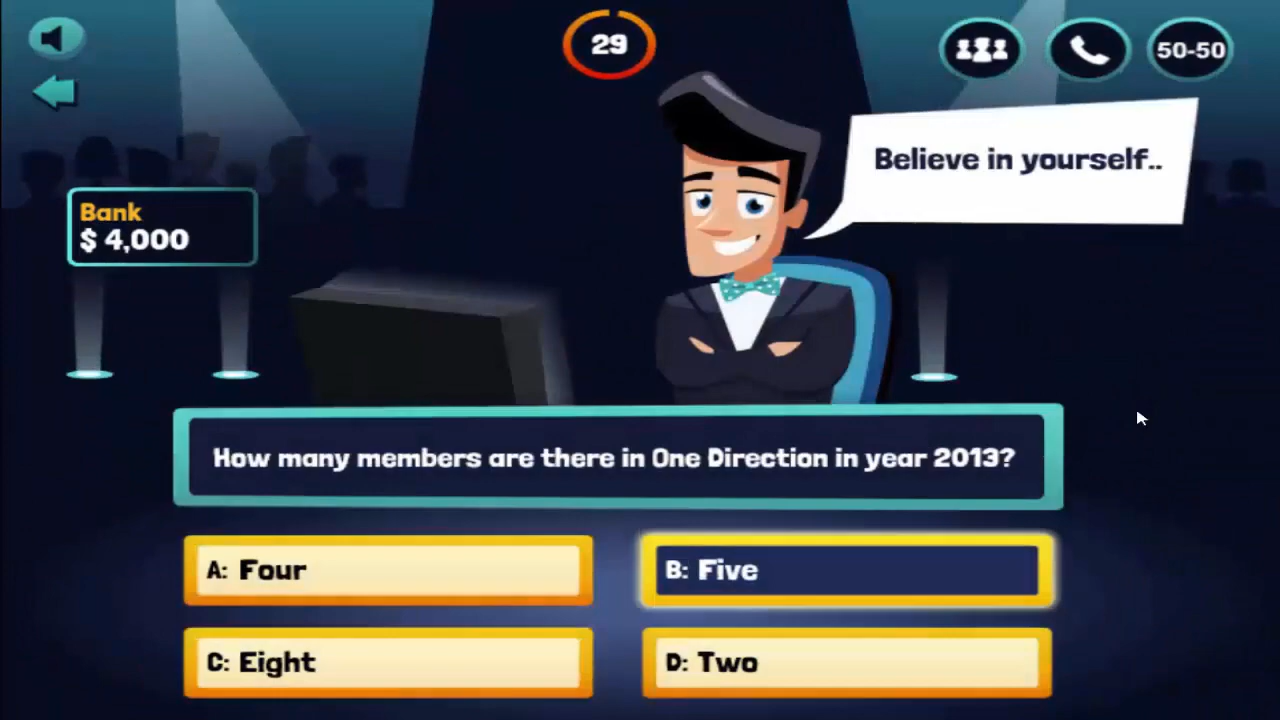 29
50-50
Believe in yourself..
Bank
$ 4,000
How many members are there in One Direction in year 2013?
A: Four
B: Five
C: Eight
D: Two